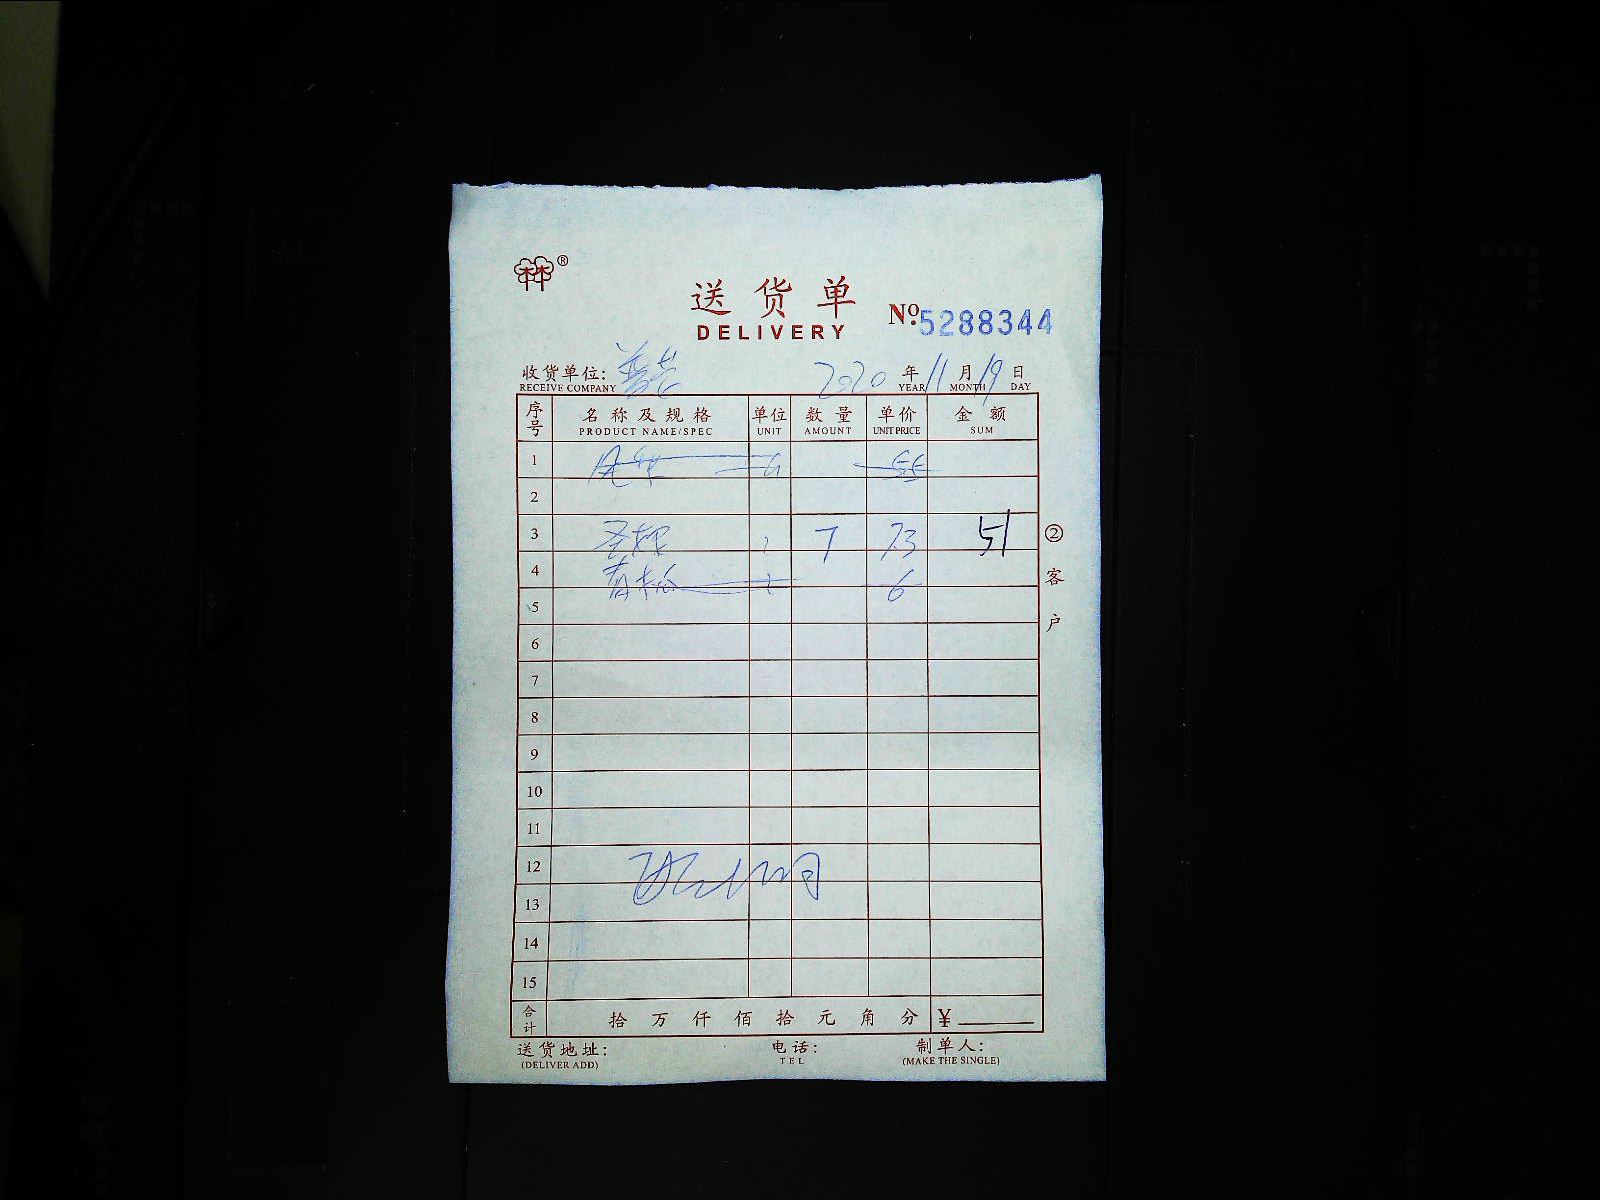 ®
送货单
DELIVERY
№ 5288344
收货单位: 2020 年 11 月 19 日
RECEIVE COMPANY YEAR MONTH DAY
序号 名称及规格 单位 数量 单价 金额
PRODUCT NAME/SPEC UNIT AMOUNT UNIT PRICE SUM
1
2
3 7 7.3 51
4 6
5
6
7
8
9
10
11
12
13
14
15
②客户
合计 拾 万 仟 佰 拾 元 角 分 ¥
送货地址: 电话: 制单人:
(DELIVER ADD) TEL (MAKE THE SINGLE)